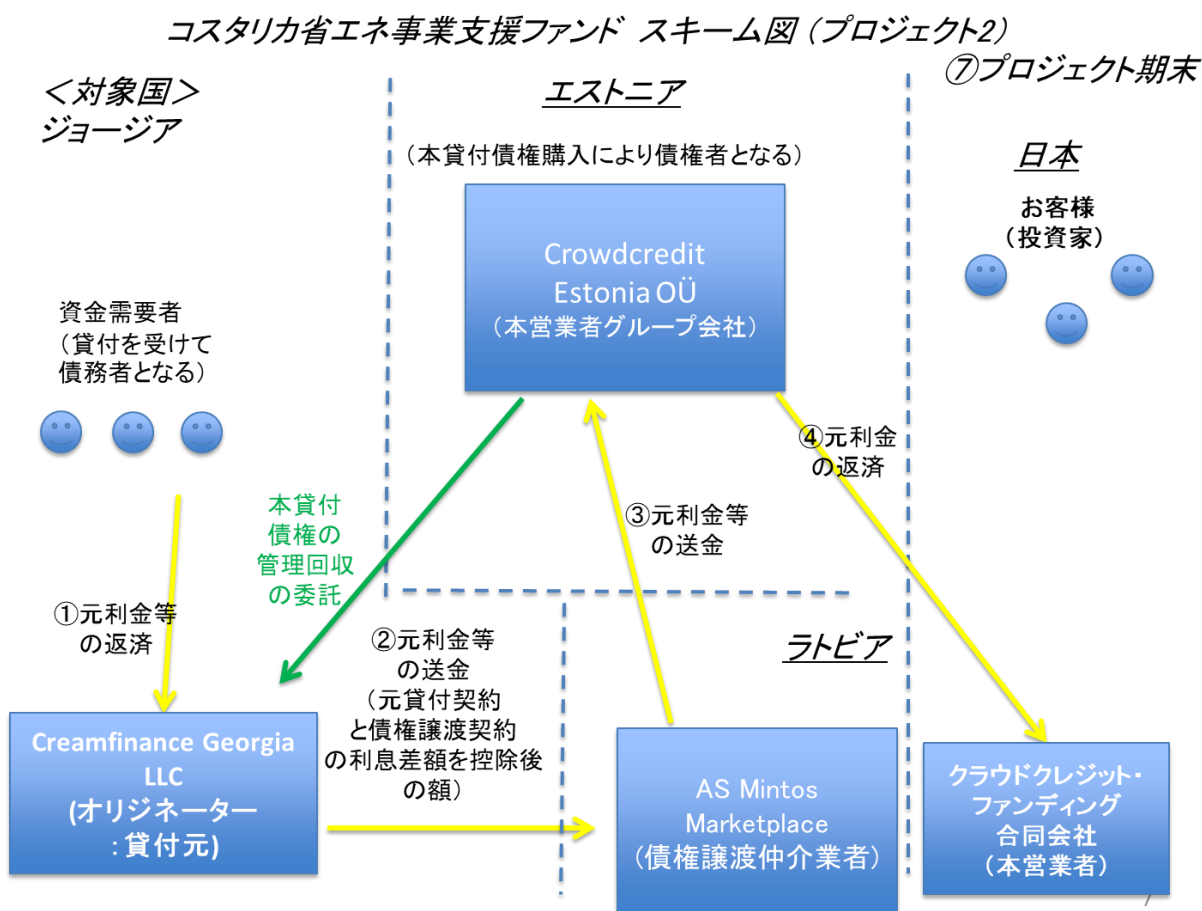 コスタリカ省エネ事業支援ファンド スキーム図（プロジェクト2）
＜対象国＞
ジョージア
エストニア
⑦プロジェクト期末
（本貸付債権購入により債権者となる）
日本
お客様
（投資家）
Crowdcredit
Estonia OÜ
（本営業者グループ会社）
資金需要者
（貸付を受けて
債務者となる）
④元利金
の返済
本貸付
債権の
管理回収
の委託
③元利金等
の送金
①元利金等
の返済
②元利金等
の送金
（元貸付契約
と債権譲渡契約
の利息差額を控除後
の額）
ラトビア
Creamfinance Georgia
LLC
(オリジネーター
：貸付元)
AS Mintos
Marketplace
（債権譲渡仲介業者）
クラウドクレジット・
ファンディング
合同会社
（本営業者）
7